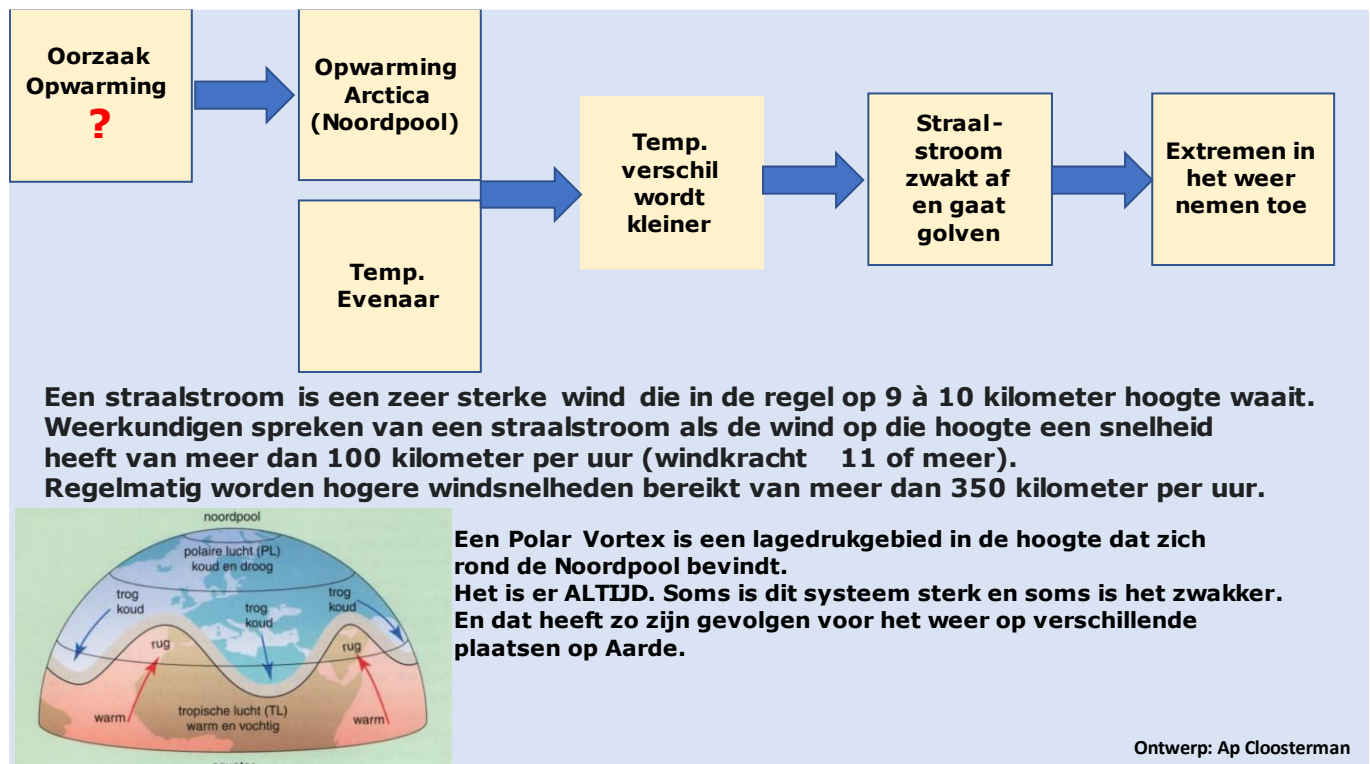 Oorzaak
Opwarming
?
Opwarming
Arctica
(Noordpool)
Temp.
Evenaar
Temp.
verschil
wordt
kleiner
Straal-
stroom
zwakt af
en gaat
golven
Extremen in
het weer
nemen toe
Een straalstroom is een zeer sterke wind die in de regel op 9 à 10 kilometer hoogte waait.
Weerkundigen spreken van een straalstroom als de wind op die hoogte een snelheid
heeft van meer dan 100 kilometer per uur (windkracht 11 of meer).
Regelmatig worden hogere windsnelheden bereikt van meer dan 350 kilometer per uur.
noordpool
polaire lucht (PL)
koud en droog
trog
koud
trog
koud
trog
koud
rug
rug
warm
tropische lucht (TL)
warm en vochtig
warm
Een Polar Vortex is een lagedrukgebied in de hoogte dat zich
rond de Noordpool bevindt.
Het is er ALTIJD. Soms is dit systeem sterk en soms is het zwakker.
En dat heeft zo zijn gevolgen voor het weer op verschillende
plaatsen op Aarde.
Ontwerp: Ap Cloosterman